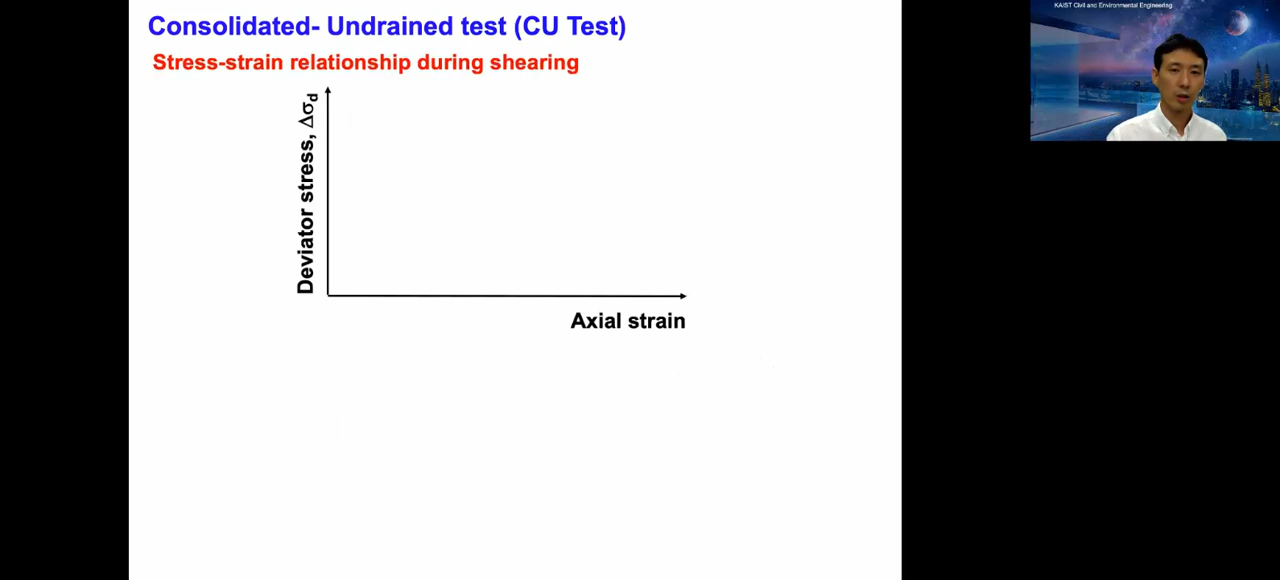 Consolidated- Undrained test (CU Test)
Stress-strain relationship during shearing
Deviator stress, Δσd
Axial strain
KAIST Civil and Environmental Engineering